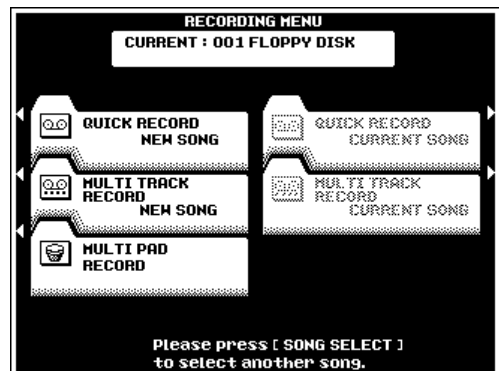 RECORDING MENU
CURRENT : 001 FLOPPY DISK
QUICK RECORD
NEW SONG
QUICK RECORD
CURRENT SONG
MULTI TRACK
RECORD
NEW SONG
MULTI TRACK
RECORD
CURRENT SONG
MULTI PAD
RECORD
Please press [ SONG SELECT ]
to select another song.